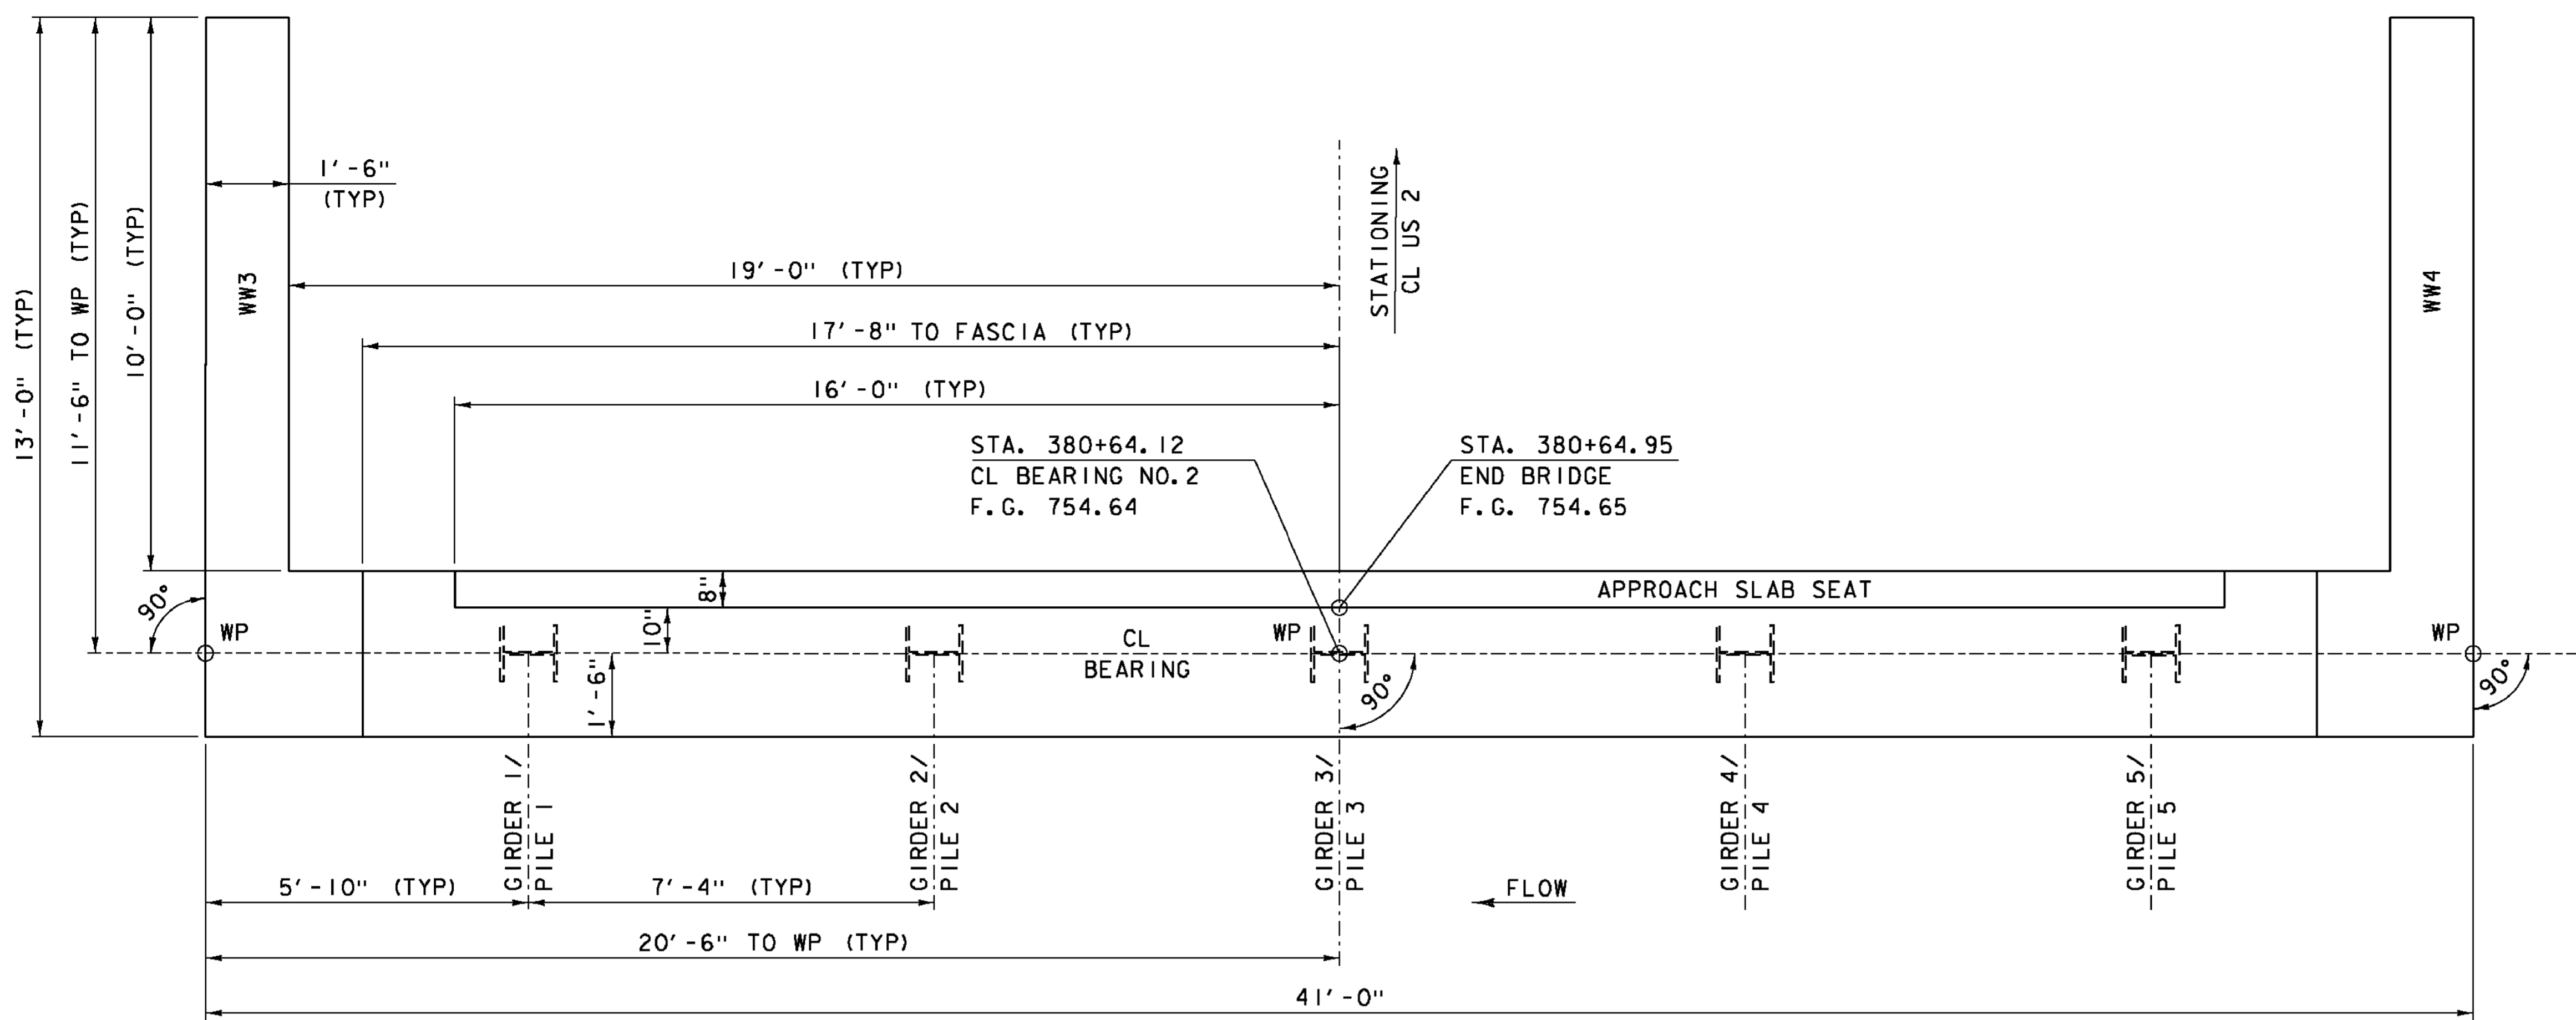 13'-0" (TYP)
11'-6" TO WP (TYP)
10'-0" (TYP)
1'-6"
(TYP)
WW3
WW4
STATIONING
CL US 2
19'-0" (TYP)
17'-8" TO FASCIA (TYP)
16'-0" (TYP)
STA. 380+64.12
CL BEARING NO.2
F.G. 754.64
STA. 380+64.95
END BRIDGE
F.G. 754.65
8"
APPROACH SLAB SEAT
90°
WP
10"
CL
BEARING
WP
WP
1'-6"
90°
90°
GIRDER 1/
PILE 1
GIRDER 2/
PILE 2
GIRDER 3/
PILE 3
GIRDER 4/
PILE 4
GIRDER 5/
PILE 5
5'-10" (TYP)
7'-4" (TYP)
FLOW
20'-6" TO WP (TYP)
41'-0"